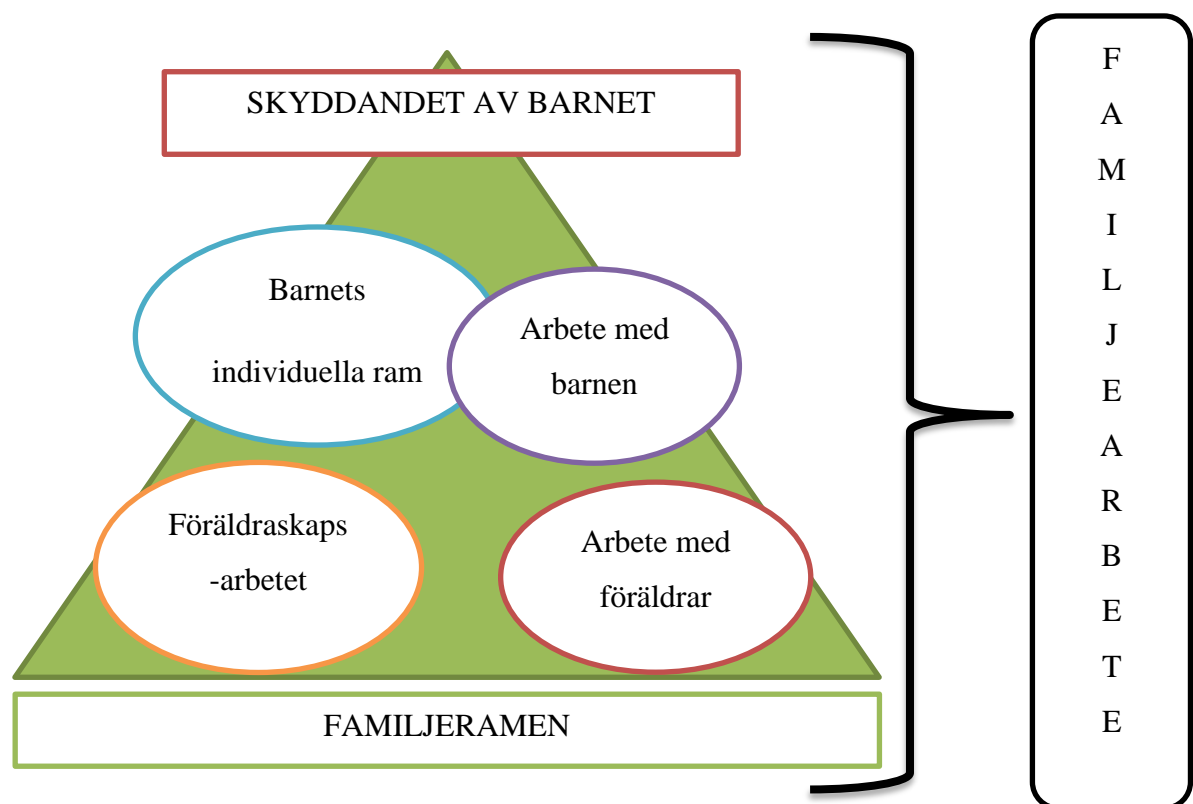 SKYDDANDET AV BARNET
Barnets
individuella ram
Arbete med
barnen
Föräldraskaps
-arbetet
Arbete med
föräldrar
FAMILJERAMEN
F
A
M
I
L
J
E
A
R
B
E
T
E